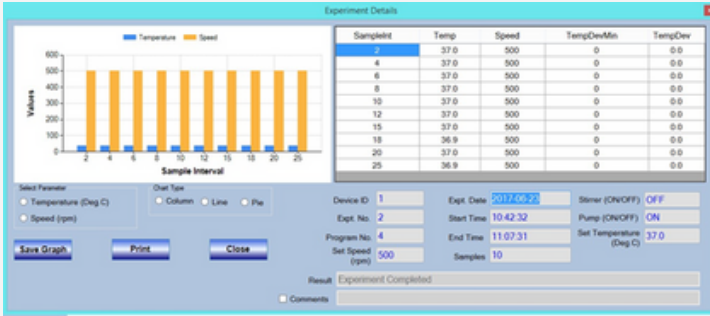 Experiment Details
Temperature Speed
600
500
400
300
200
100
0
Values
2 4 6 8 10 12 15 18 20 25
Sample Interval
SampleInt Temp Speed TempDevMin TempDev
2 37.0 500 0 0.0
4 37.0 500 0 0.0
6 37.0 500 0 0.0
8 37.0 500 0 0.0
10 37.0 500 0 0.0
12 37.0 500 0 0.0
15 37.0 500 0 0.0
18 36.9 500 0 0.0
20 37.0 500 0 0.0
25 36.9 500 0 0.0
Select Parameter
Temperature (Deg C)
Speed (rpm)
Chart Type
Column Line Pie
Save Graph Print Close
Device ID 1
Expt. No. 2
Program No. 4
Set Speed (rpm) 500
Expt. Date 2017-06-23
Start Time 10:42:32
End Time 11:07:31
Samples 10
Stirrer (ON/OFF) OFF
Pump (ON/OFF) ON
Set Temperature (Deg C) 37.0
Result Experiment Completed
Comments